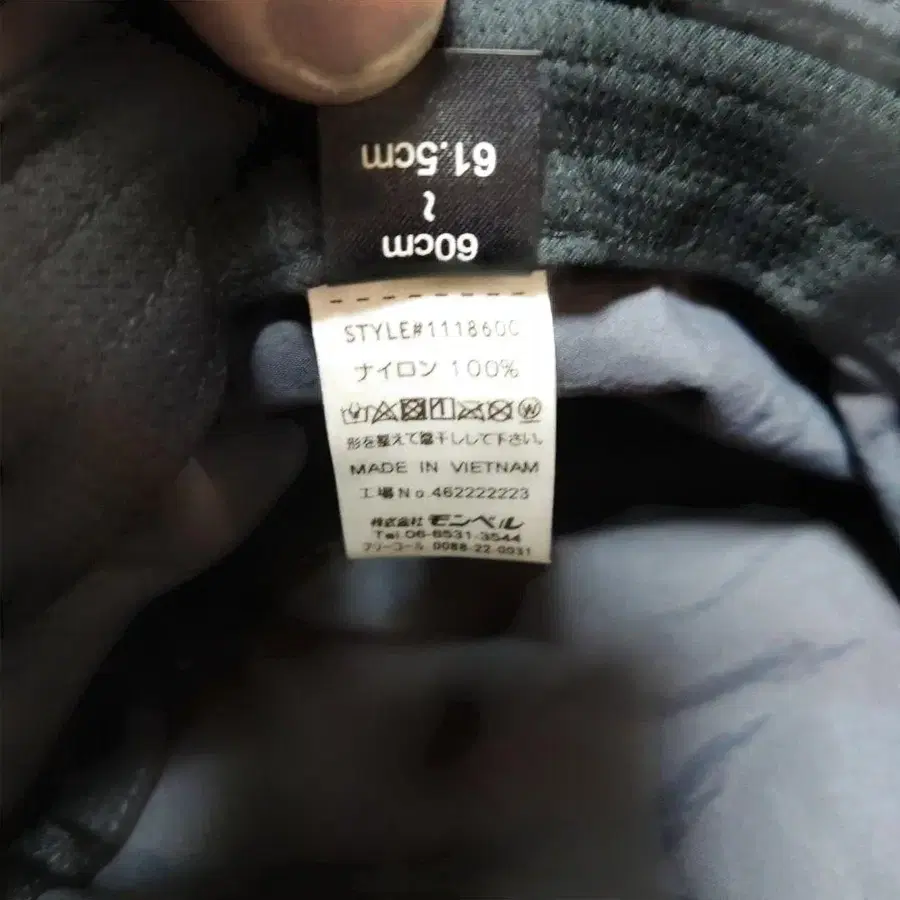 60cm
~
61.5cm
STYLE#111860C
ナイロン 100%
形を整えて陰干しして下さい。
MADE IN VIETNAM
工場No.462222223
株式会社 モンベル
Tel.06-6531-3544
フリーコール 0088-22-0031